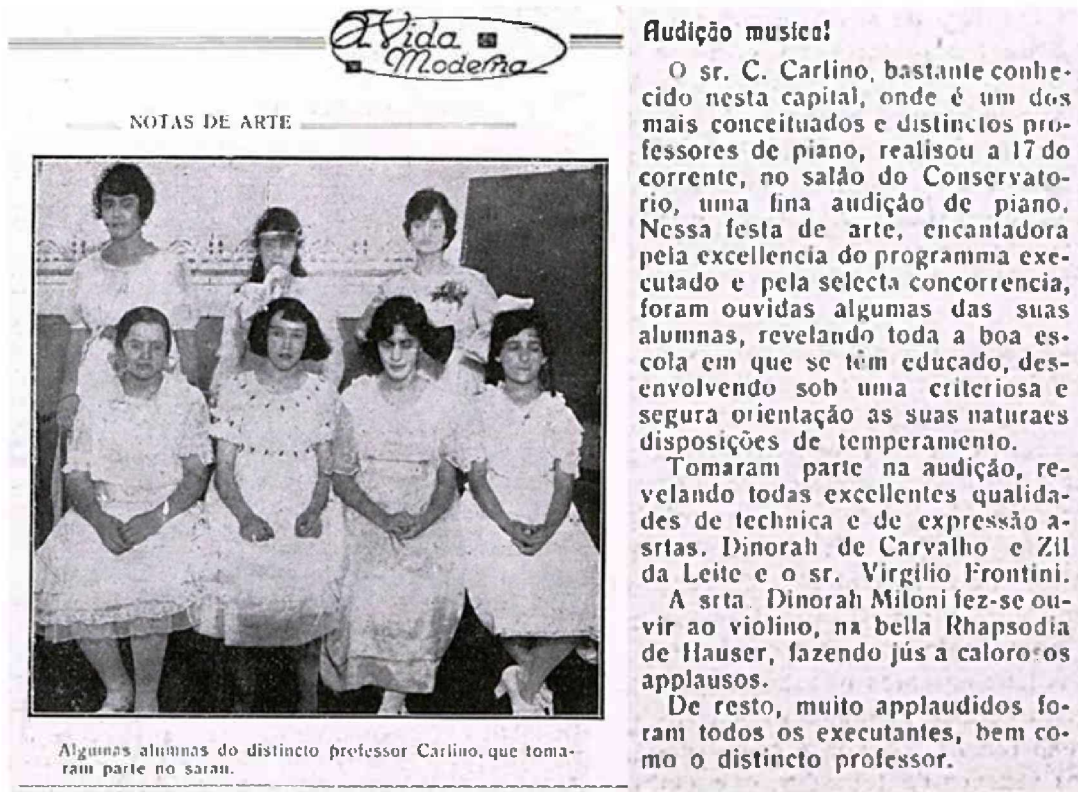 A Vida
Moderna
NOTAS DE ARTE
Algumas alumnas do distincto professor Carlino, que toma-
ram parte no sarau.
Audição musical
O sr. C. Carlino, bastante conhe-
cido nesta capital, onde é um dos
mais conceituados e distinctos pro-
fessores de piano, realisou a 17 do
corrente, no salão do Conservato-
rio, uma fina audição de piano.
Nessa festa de arte, encantadora
pela excellencia do programma exe-
cutado e pela selecta concorrencia,
foram ouvidas algumas das suas
alumnas, revelando toda a boa es-
cola em que se têm educado, des-
envolvendo sob uma criteriosa e
segura orientação as suas naturaes
disposições de temperamento.
Tomaram parte na audição, re-
velando todas excellentes qualida-
des de technica e de expressão a-
srtas. Dinorah de Carvalho e Zil
da Leite e o sr. Virgilio Frontini.
A srta. Dinorah Miloni fez-se ou-
vir ao violino, na bella Rhapsodia
de Hauser, fazendo jús a calorosos
applausos.
De resto, muito applaudidos fo-
ram todos os executantes, bem co-
mo o distincto professor.